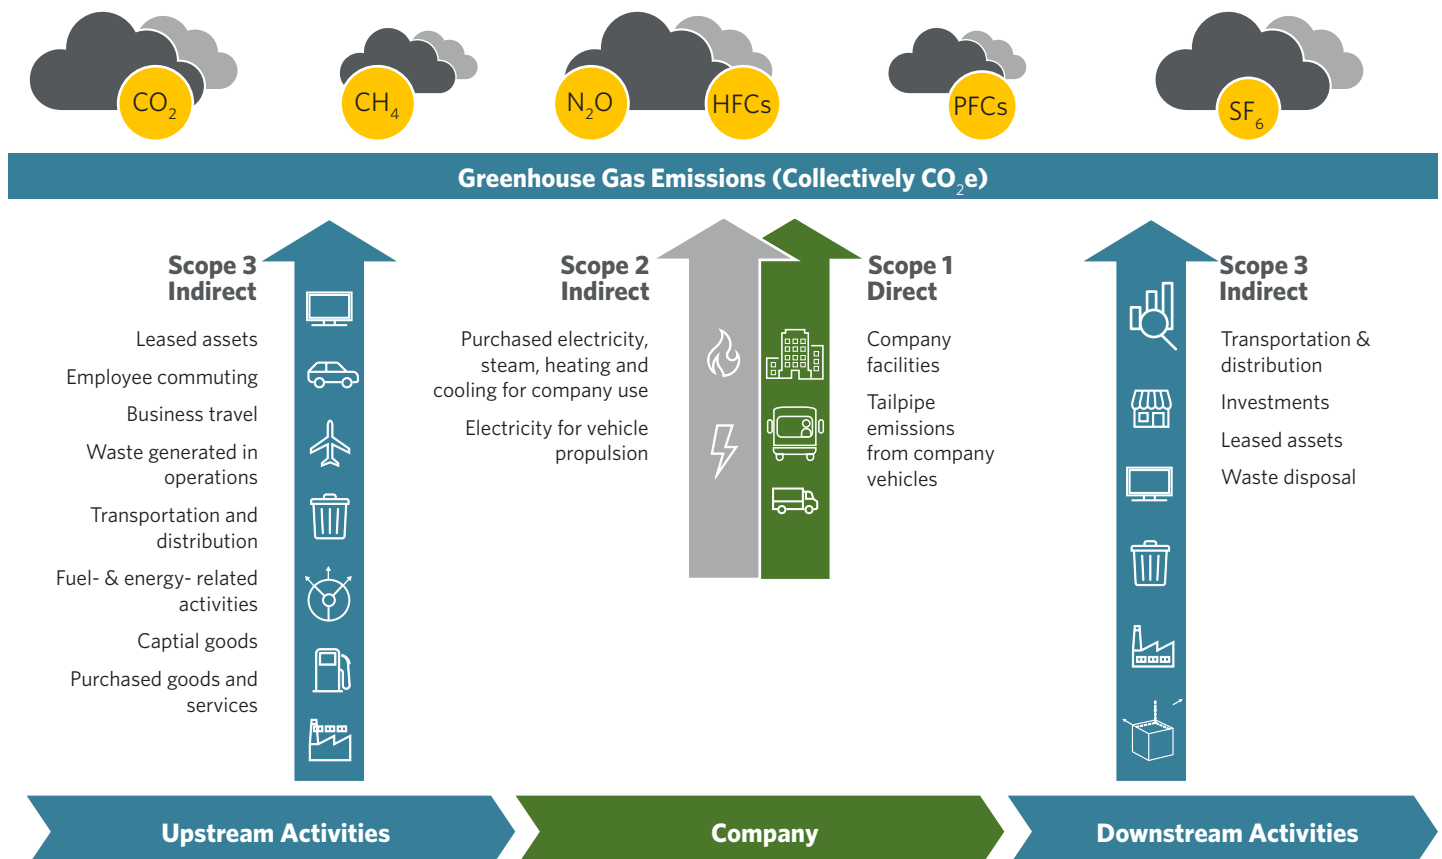 CO₂
CH₄
N₂O
HFCs
PFCs
SF₆
Greenhouse Gas Emissions (Collectively CO₂e)
Scope 3
Indirect
Leased assets
Employee commuting
Business travel
Waste generated in
operations
Transportation and
distribution
Fuel- & energy- related
activities
Captial goods
Purchased goods and
services
Scope 2
Indirect
Purchased electricity,
steam, heating and
cooling for company use
Electricity for vehicle
propulsion
Scope 1
Direct
Company
facilities
Tailpipe
emissions
from company
vehicles
Scope 3
Indirect
Transportation &
distribution
Investments
Leased assets
Waste disposal
Upstream Activities
Company
Downstream Activities